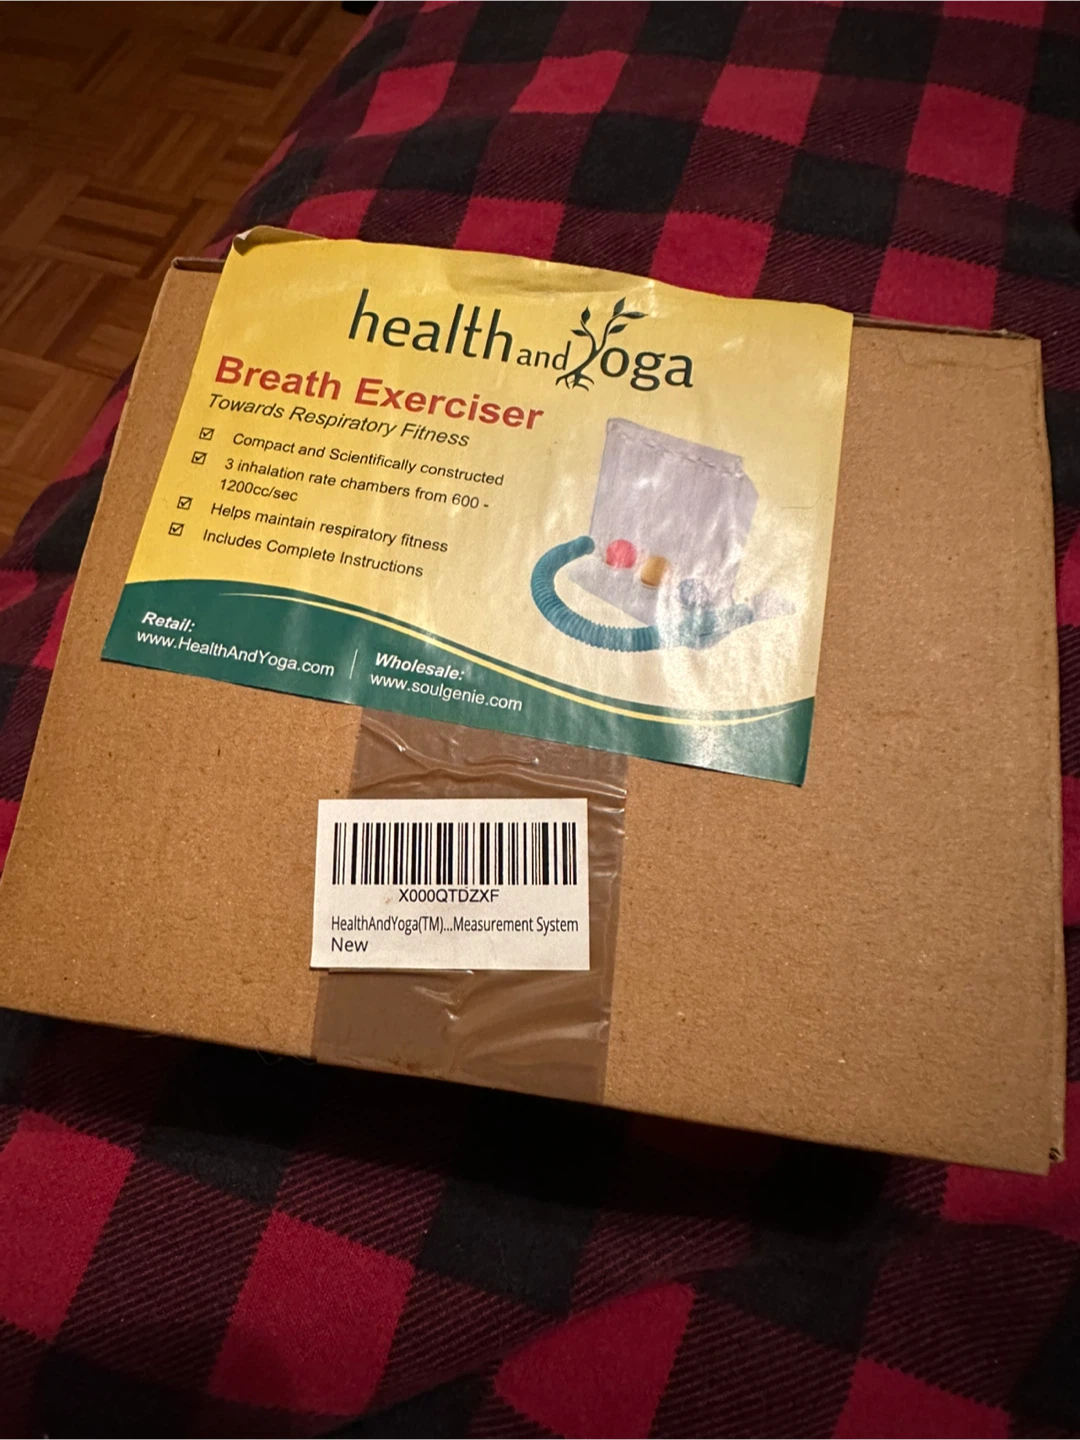 health and Yoga
Breath Exerciser
Towards Respiratory Fitness
Compact and Scientifically constructed
3 inhalation rate chambers from 600 -
1200cc/sec
Helps maintain respiratory fitness
Includes Complete Instructions
Retail:
www.HealthAndYoga.com
Wholesale:
www.soulgenie.com
X000QTDZXF
HealthAndYoga(TM)...Measurement System
New